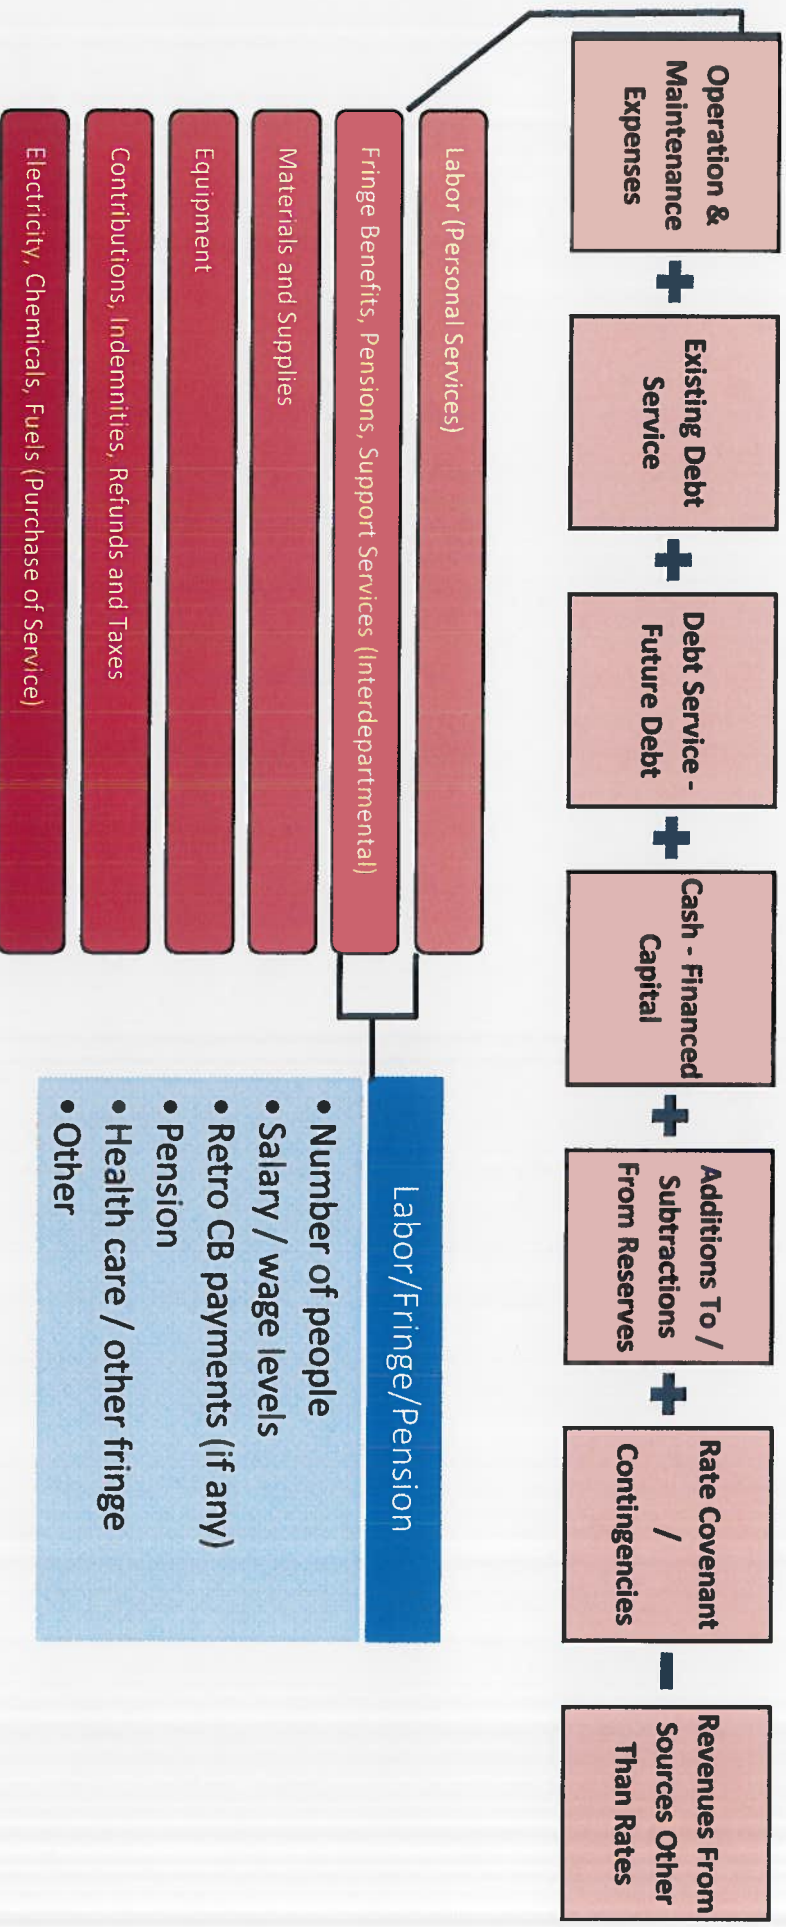 Operation &
Maintenance
Expenses
+
Existing Debt
Service
+
Debt Service -
Future Debt
+
Cash - Financed
Capital
+
Additions To /
Subtractions
From Reserves
+
Rate Covenant
/
Contingencies
-
Revenues From
Sources Other
Than Rates
Labor (Personal Services)
Fringe Benefits, Pensions, Support Services (Interdepartmental)
Materials and Supplies
Equipment
Contributions, Indemnities, Refunds and Taxes
Electricity, Chemicals, Fuels (Purchase of Service)
Labor/Fringe/Pension
• Number of people
• Salary / wage levels
• Retro CB payments (if any)
• Pension
• Health care / other fringe
• Other